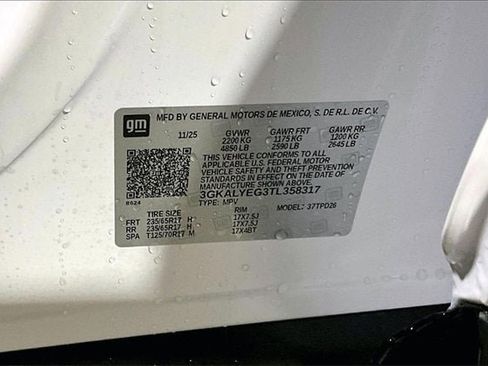 gm MFD BY GENERAL MOTORS DE MEXICO, S. DE R.L. DE C.V.
11/25 GVWR GAWR FRT GAWR RR.
2200 KG 1175 KG 1200 KG
4850 LB 2590 LB 2645 LB
THIS VEHICLE CONFORMS TO ALL
APPLICABLE U.S. FEDERAL MOTOR
VEHICLE SAFETY AND THEFT PREVENTION
STANDARDS IN EFFECT ON THE DATE OF
MANUFACTURE SHOWN ABOVE.
3GKALYEG3TL358317
8624 TYPE: MPV MODEL: 37TPD26
TIRE SIZE RIM
FRT 235/65R17 H 17X7.5J
RR 235/65R17 H 17X7.5J
SPA T125/70R17 M 17X4BT